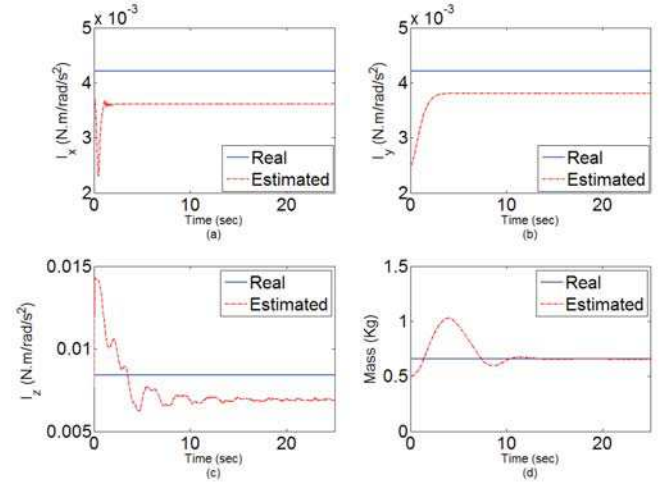 5 x 10⁻³
4
3
2
I_x (N.m/rad/s²)
Real
Estimated
0 10 20
Time (sec)
(a)
5 x 10⁻³
4
3
2
I_y (N.m/rad/s²)
Real
Estimated
0 10 20
Time (sec)
(b)
0.015
0.01
0.005
I_z (N.m/rad/s²)
Real
Estimated
0 10 20
Time (sec)
(c)
1.5
1
0.5
0
Mass (Kg)
Real
Estimated
0 10 20
Time (sec)
(d)